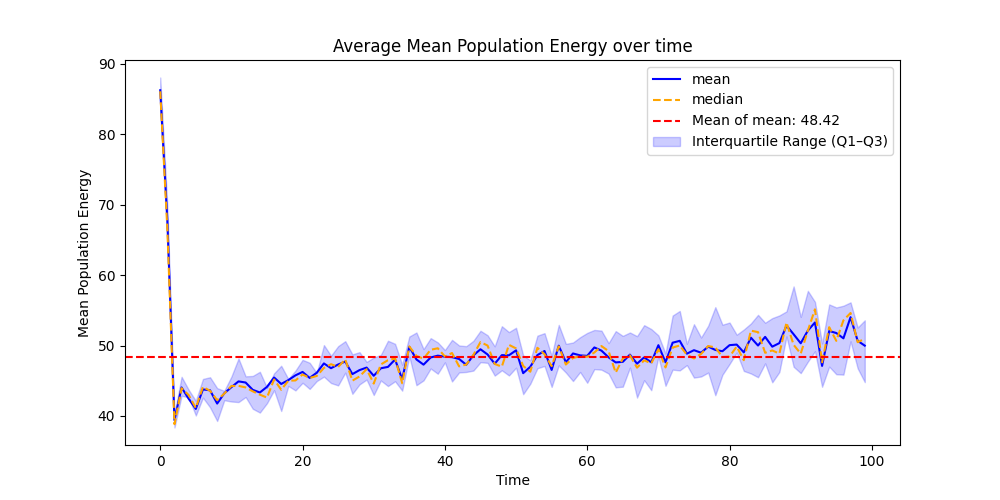 Average Mean Population Energy over time
mean
median
Mean of mean: 48.42
Interquartile Range (Q1–Q3)
Mean Population Energy
90
80
70
60
50
40
0
20
40
60
80
100
Time